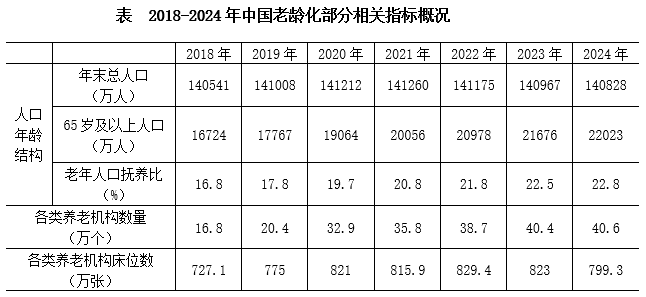 表 2018-2024 年中国老龄化部分相关指标概况
2018 年 2019 年 2020 年 2021 年 2022 年 2023 年 2024 年
人口年龄结构
年末总人口（万人） 140541 141008 141212 141260 141175 140967 140828
65 岁及以上人口（万人） 16724 17767 19064 20056 20978 21676 22023
老年人口抚养比（%） 16.8 17.8 19.7 20.8 21.8 22.5 22.8
各类养老机构数量（万个） 16.8 20.4 32.9 35.8 38.7 40.4 40.6
各类养老机构床位数（万张） 727.1 775 821 815.9 829.4 823 799.3